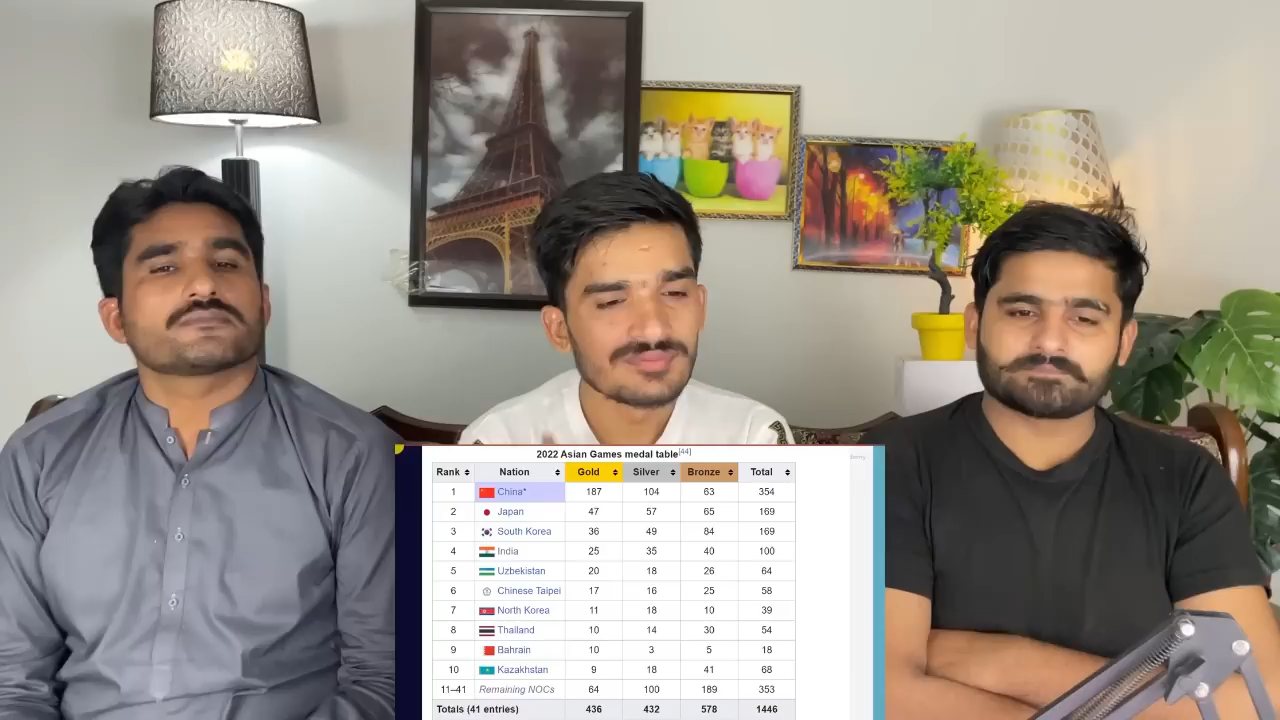 2022 Asian Games medal table[44]
Rank Nation Gold Silver Bronze Total
1 China* 187 104 63 354
2 Japan 47 57 65 169
3 South Korea 36 49 84 169
4 India 25 35 40 100
5 Uzbekistan 20 18 26 64
6 Chinese Taipei 17 16 25 58
7 North Korea 11 18 10 39
8 Thailand 10 14 30 54
9 Bahrain 10 3 5 18
10 Kazakhstan 9 18 41 68
11–41 Remaining NOCs 64 100 189 353
Totals (41 entries) 436 432 578 1446